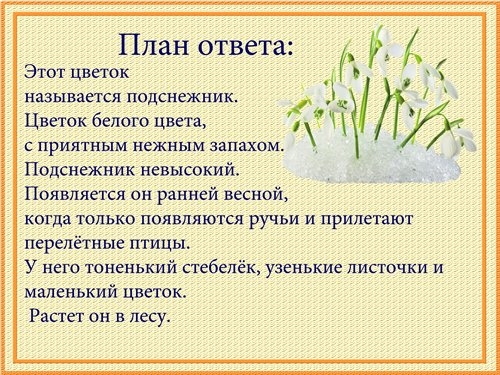 План ответа:
Этот цветок
называется подснежник.
Цветок белого цвета,
с приятным нежным запахом.
Подснежник невысокий.
Появляется он ранней весной,
когда только появляются ручьи и прилетают
перелётные птицы.
У него тоненький стебелёк, узенькие листочки и
маленький цветок.
Растет он в лесу.